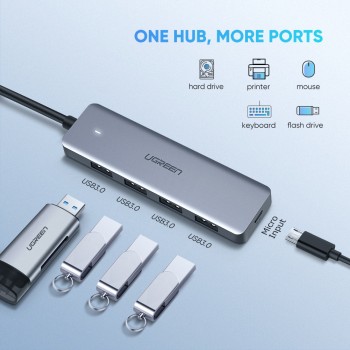 ONE HUB, MORE PORTS
hard drive
printer
mouse
keyboard
flash drive
UGREEN
USB3.0
USB3.0
USB3.0
USB3.0
Micro
Input
UGREEN